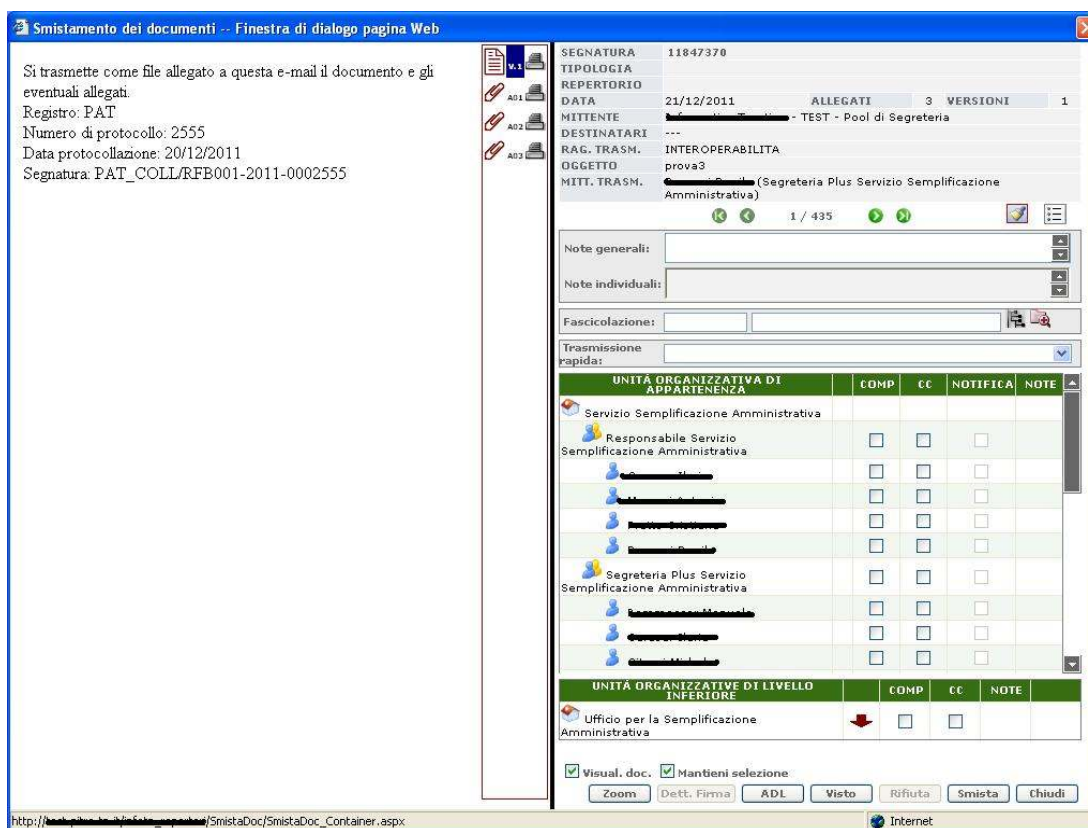 Smistamento dei documenti -- Finestra di dialogo pagina Web
Si trasmette come file allegato a questa e-mail il documento e gli
eventuali allegati.
Registro: PAT
Numero di protocollo: 2555
Data protocollazione: 20/12/2011
Segnatura: PAT_COLL/RFB001-2011-0002555
V.1
A01
A02
A03
SEGNATURA 11847370
TIPOLOGIA
REPERTORIO
DATA 21/12/2011 ALLEGATI 3 VERSIONI 1
MITTENTE - TEST - Pool di Segreteria
DESTINATARI ---
RAG. TRASM. INTEROPERABILITA
OGGETTO prova3
MITT. TRASM. (Segreteria Plus Servizio Semplificazione
Amministrativa)
1 / 435
Note generali:
Note individuali:
Fascicolazione:
Trasmissione
rapida:
UNITÀ ORGANIZZATIVA DI
APPARTENENZA COMP CC NOTIFICA NOTE
Servizio Semplificazione Amministrativa
Responsabile Servizio
Semplificazione Amministrativa
Segreteria Plus Servizio
Semplificazione Amministrativa
UNITÀ ORGANIZZATIVE DI LIVELLO
INFERIORE COMP CC NOTE
Ufficio per la Semplificazione
Amministrativa
Visual. doc. Mantieni selezione
Zoom Dett. Firma ADL Visto Rifiuta Smista Chiudi
http:// /SmistaDoc/SmistaDoc_Container.aspx Internet